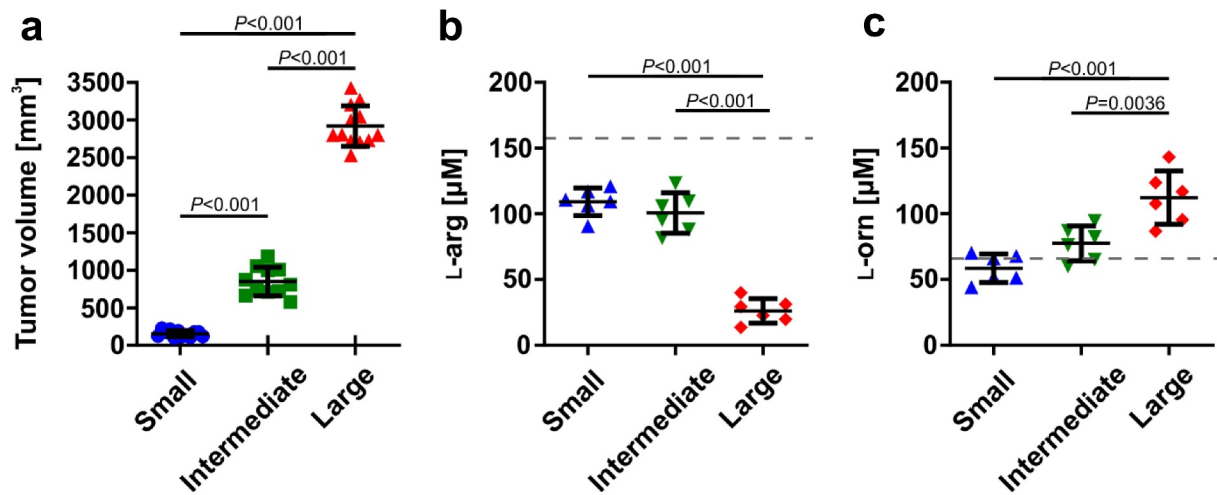 a
P<0.001
P<0.001
P<0.001
Tumor volume [mm³]
3500
3000
2500
2000
1500
1000
500
0
Small
Intermediate
Large
b
P<0.001
P<0.001
L-arg [µM]
200
150
100
50
0
Small
Intermediate
Large
c
P<0.001
P=0.0036
L-orn [µM]
200
150
100
50
0
Small
Intermediate
Large